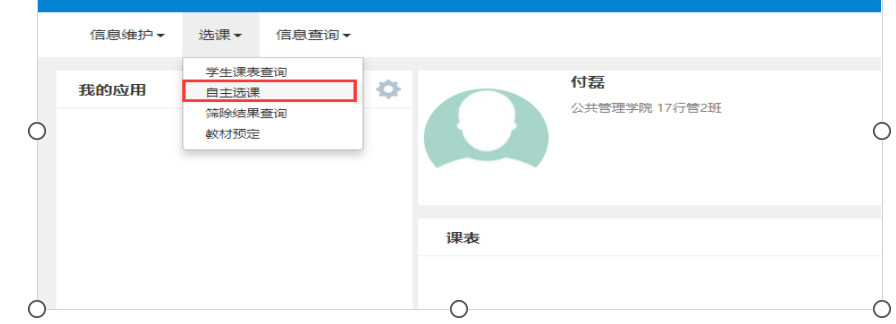 信息维护 选课 信息查询
学生课表查询
自主选课
筛除结果查询
教材预定
我的应用
付磊
公共管理学院 17行管2班
课表